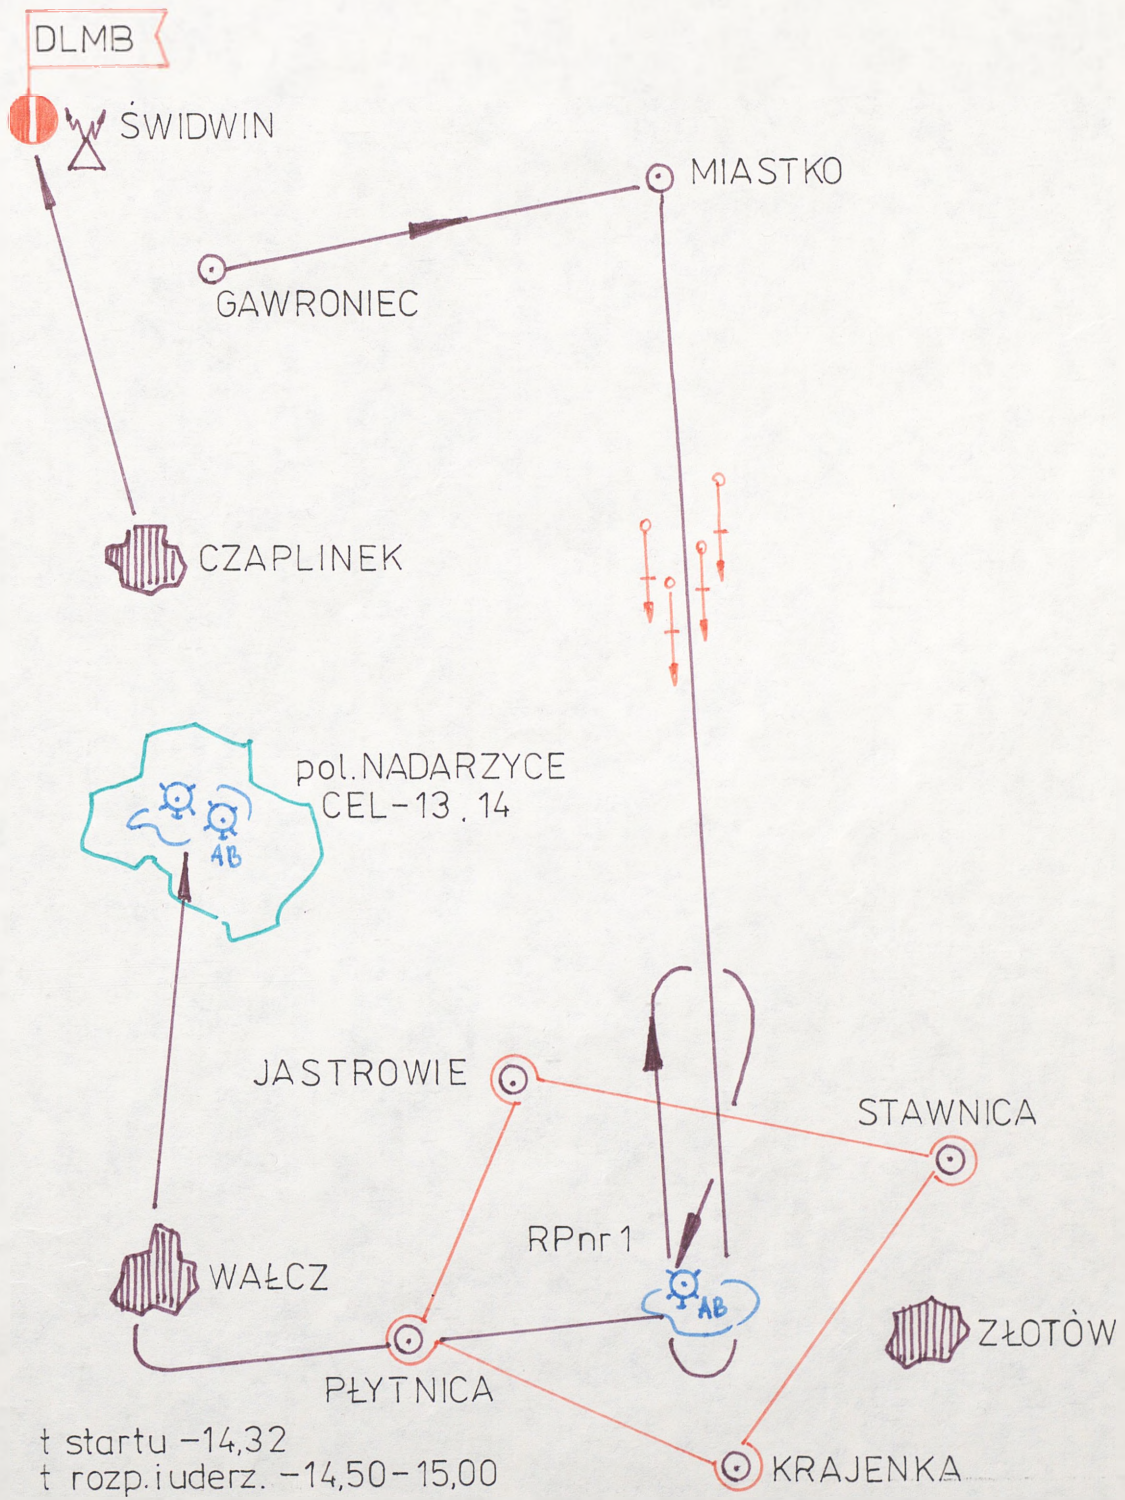 DLMB
ŚWIDWIN
MIASTKO
GAWRONIEC
CZAPLINEK
pol. NADARZYCE
CEL-13, 14
AB
JASTROWIE
STAWNICA
RPnr 1
AB
WAŁCZ
ZŁOTÓW
PŁYTNICA
KRAJENKA
t startu -14,32
t rozp. i uderz. -14,50-15,00